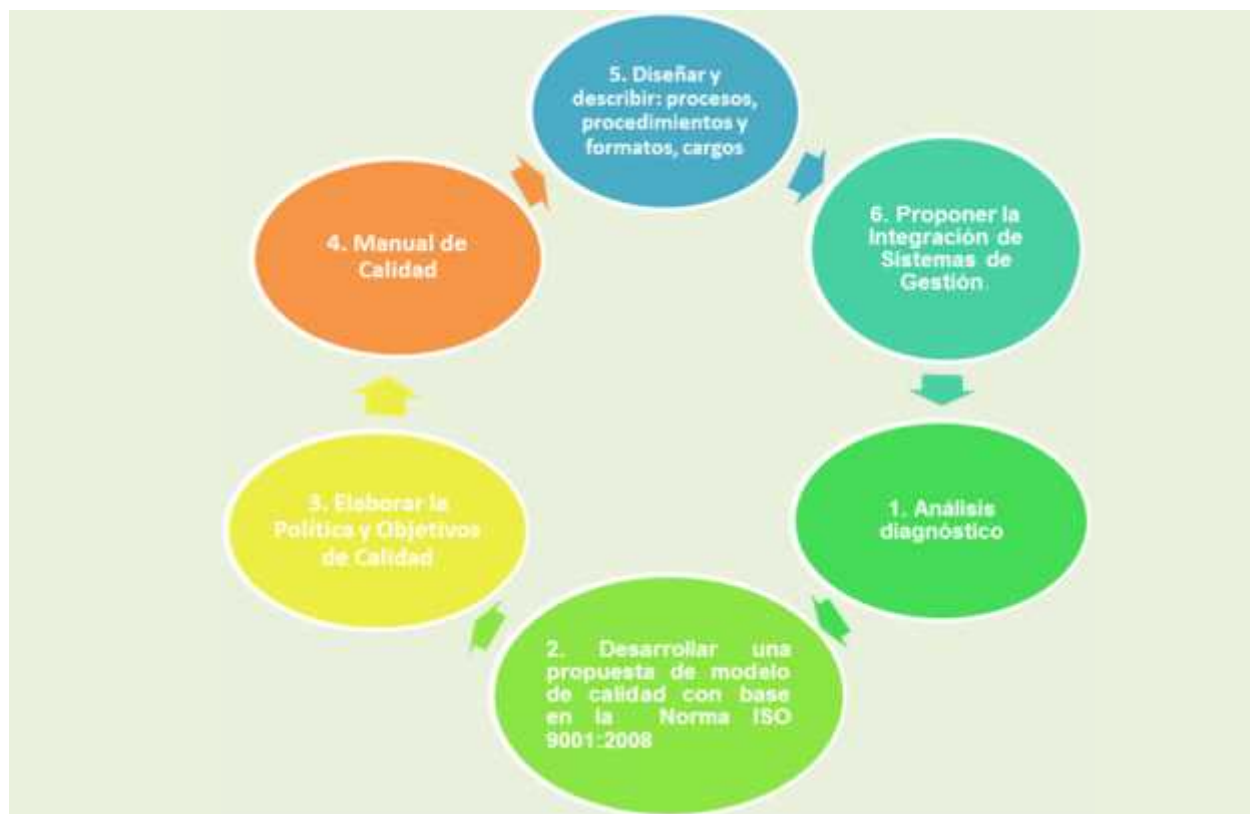 5. Diseñar y
describir: procesos,
procedimientos y
formatos, cargos
6. Proponer la
Integración de
Sistemas de
Gestión.
1. Análisis
diagnóstico
2. Desarrollar una
propuesta de modelo
de calidad con base
en la Norma ISO
9001:2008
3. Elaborar la
Política y Objetivos
de Calidad
4. Manual de
Calidad